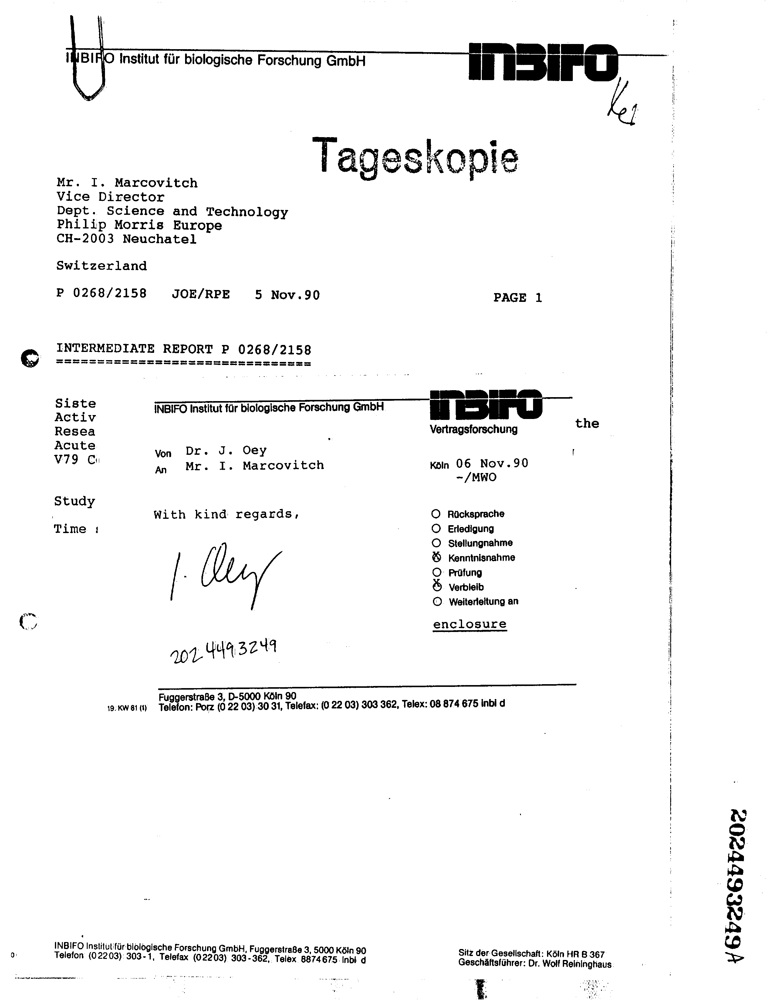 INBIFO Institut für biologische Forschung GmbH
INBIFO
Tageskopie
Mr. I. Marcovitch
Vice Director
Dept. Science and Technology
Philip Morris Europe
CH-2003 Neuchatel
Switzerland
P 0268/2158 JOE/RPE 5 Nov.90 PAGE 1
INTERMEDIATE REPORT P 0268/2158
===============================
Siste
Activ
Resea the
Acute
V79
Study
Time
INBIFO Institut für biologische Forschung GmbH
INBIFO
Vertragsforschung
Von Dr. J. Oey
An Mr. I. Marcovitch
Köln 06 Nov.90
-/MWO
With kind regards,
J. Oey
2024493249
O Rücksprache
O Erledigung
O Stellungnahme
⊗ Kenntnisnahme
O Prüfung
⊗ Verbleib
O Weiterleitung an
enclosure
19. KW 61 (1)
Fuggerstraße 3, D-5000 Köln 90
Telefon: Porz (0 22 03) 30 31, Telefax: (0 22 03) 303 362, Telex: 08 874 675 inbi d
2024493249A
INBIFO Institut für biologische Forschung GmbH, Fuggerstraße 3, 5000 Köln 90
Telefon (02203) 303-1, Telefax (02203) 303-362, Telex 8874675 inbi d
Sitz der Gesellschaft: Köln HR B 367
Geschäftsführer: Dr. Wolf Reininghaus